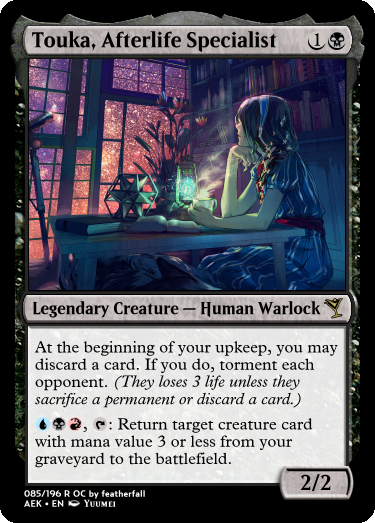 Touka, Afterlife Specialist 1
Legendary Creature — Human Warlock
At the beginning of your upkeep, you may
discard a card. If you do, torment each
opponent. (They loses 3 life unless they
sacrifice a permanent or discard a card.)
, : Return target creature card
with mana value 3 or less from your
graveyard to the battlefield.
2/2
085/196 R OC by featherfall
AEK • EN Yuumei